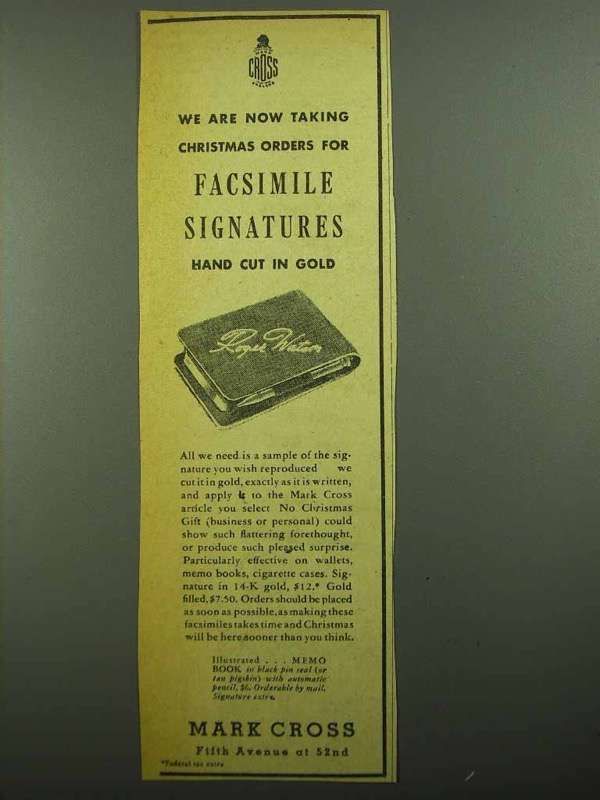 CROSS
WE ARE NOW TAKING
CHRISTMAS ORDERS FOR
FACSIMILE
SIGNATURES
HAND CUT IN GOLD
Roger Watson
All we need is a sample of the sig-
nature you wish reproduced we
cut it in gold, exactly as it is written,
and apply it to the Mark Cross
article you select No Christmas
Gift (business or personal) could
show such flattering forethought,
or produce such pleased surprise.
Particularly effective on wallets,
memo books, cigarette cases. Sig-
nature in 14-K gold, $12.* Gold
filled, $7.50. Orders should be placed
as soon as possible, as making these
facsimiles takes time and Christmas
will be here sooner than you think.
Illustrated . . . MEMO
BOOK in black pin seal (or
tan pigskin) with automatic
pencil, $6. Orderable by mail.
Signature extra.
MARK CROSS
Fifth Avenue at 52nd
*Federal tax extra